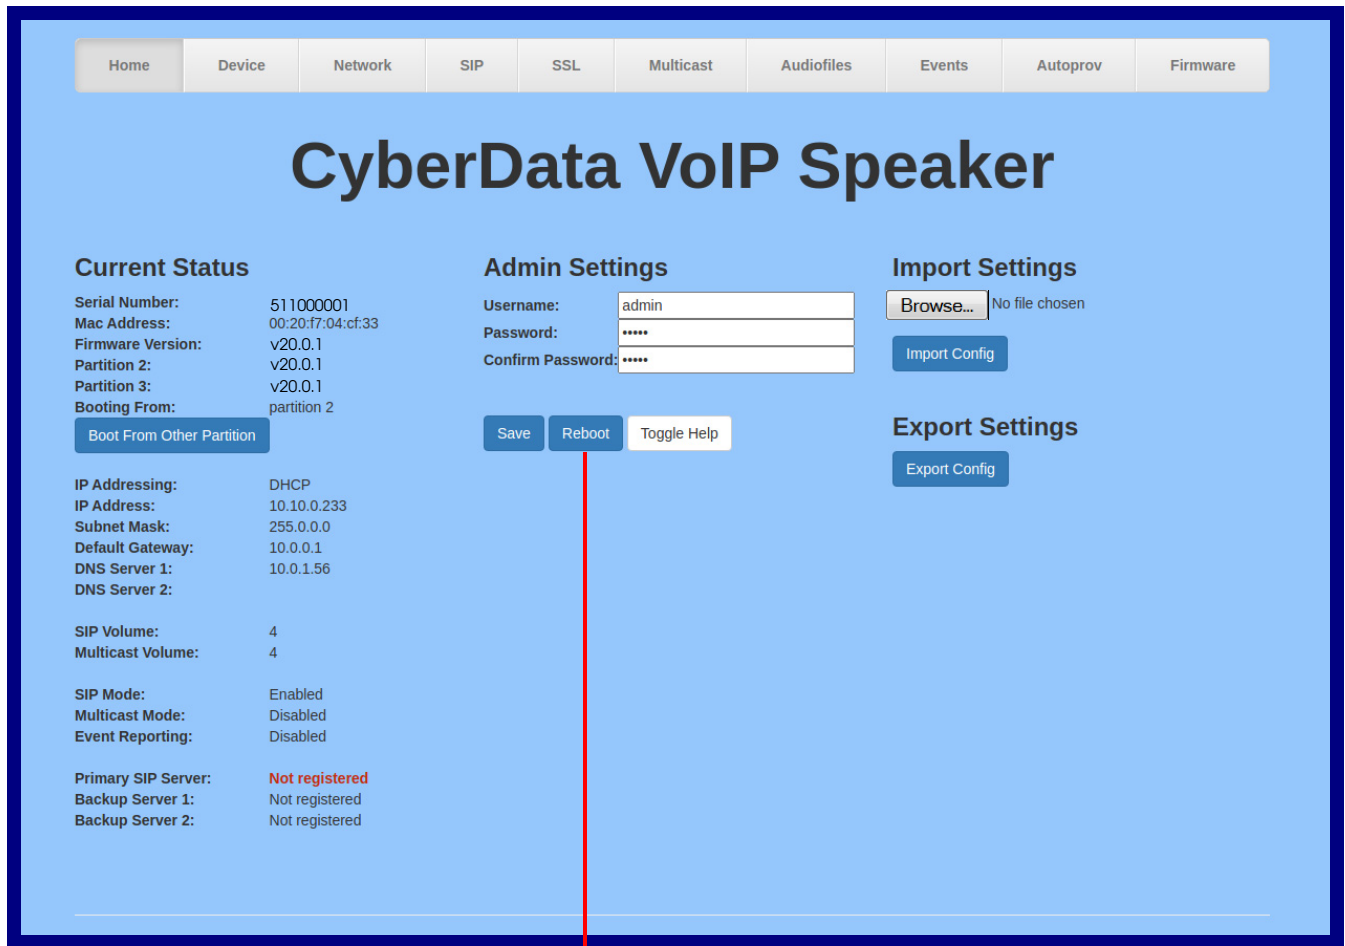 Home Device Network SIP SSL Multicast Audiofiles Events Autoprov Firmware
CyberData VoIP Speaker
Current Status
Serial Number: 511000001
Mac Address: 00:20:f7:04:cf:33
Firmware Version: v20.0.1
Partition 2: v20.0.1
Partition 3: v20.0.1
Booting From: partition 2
Boot From Other Partition
IP Addressing: DHCP
IP Address: 10.10.0.233
Subnet Mask: 255.0.0.0
Default Gateway: 10.0.0.1
DNS Server 1: 10.0.1.56
DNS Server 2:
SIP Volume: 4
Multicast Volume: 4
SIP Mode: Enabled
Multicast Mode: Disabled
Event Reporting: Disabled
Primary SIP Server: Not registered
Backup Server 1: Not registered
Backup Server 2: Not registered
Admin Settings
Username: admin
Password: •••••
Confirm Password: •••••
Save Reboot Toggle Help
Import Settings
Browse... No file chosen
Import Config
Export Settings
Export Config